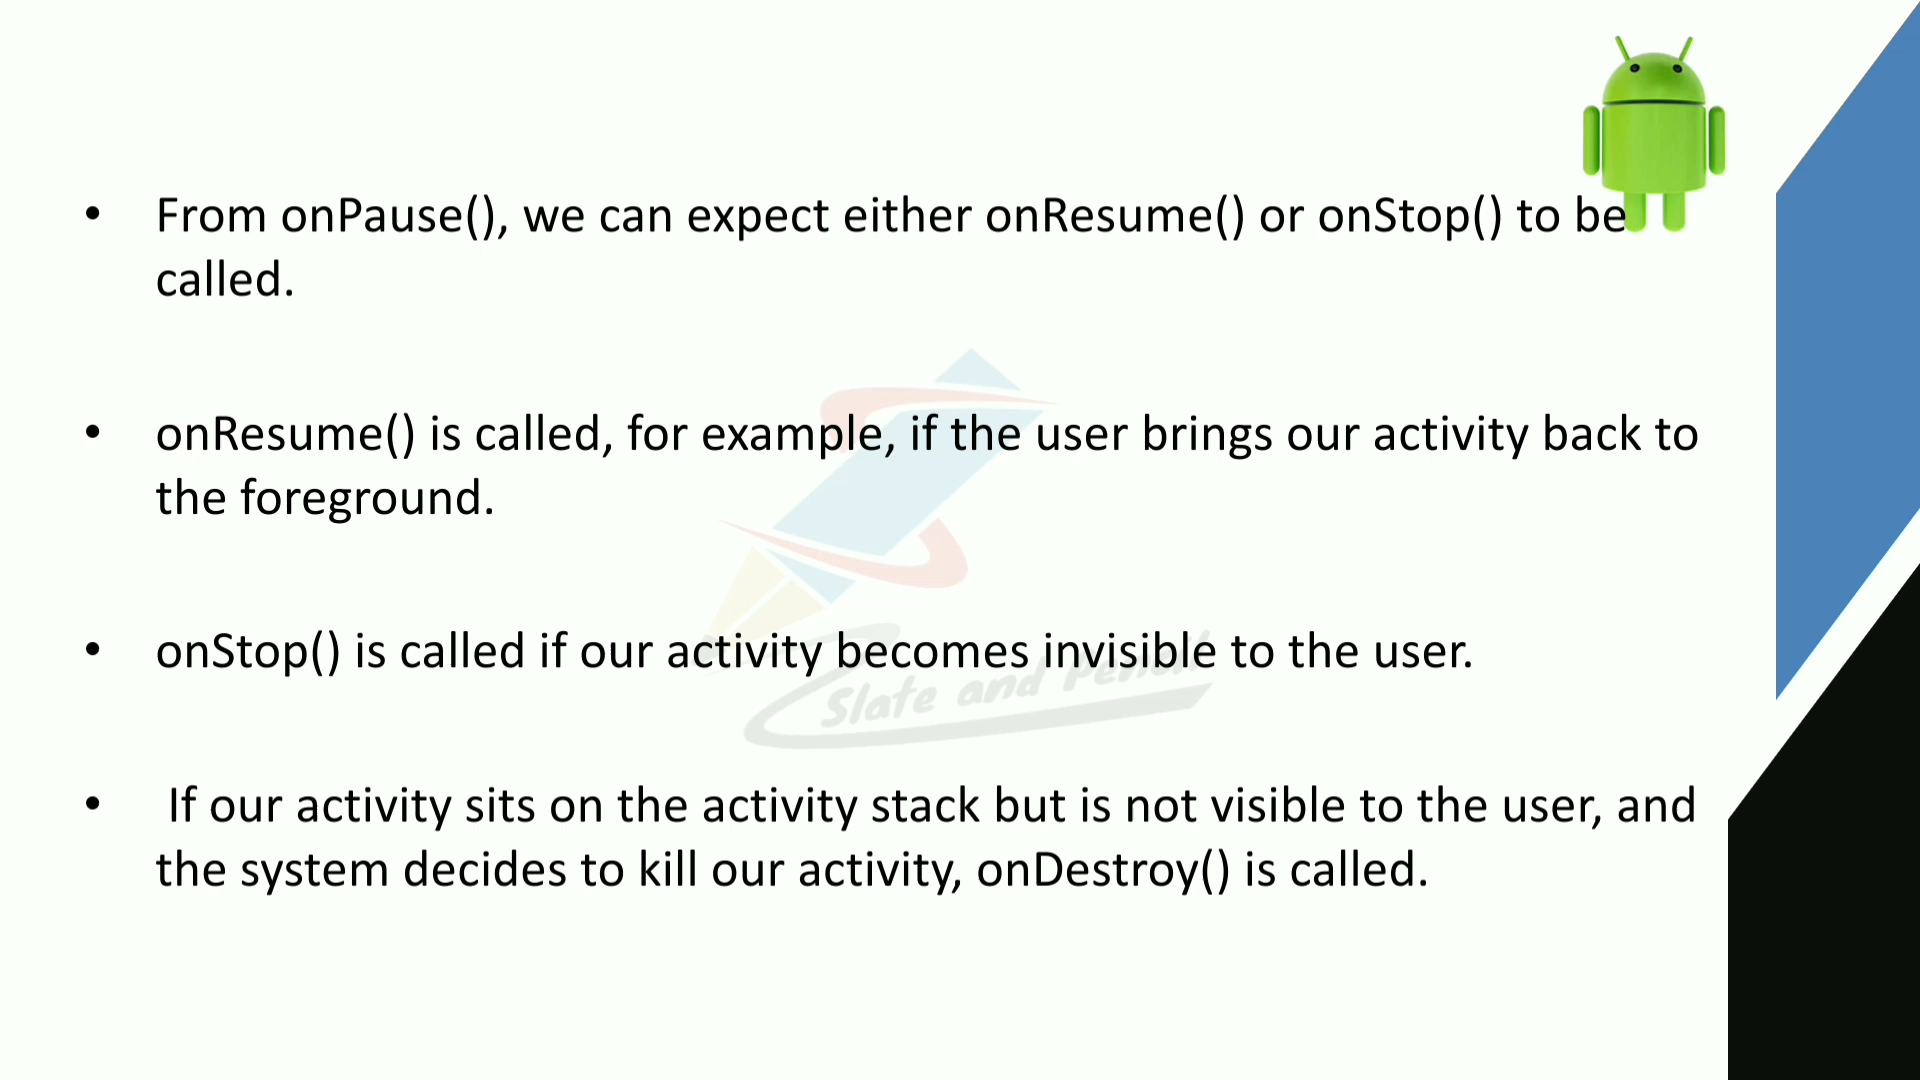 • From onPause(), we can expect either onResume() or onStop() to be
called.
• onResume() is called, for example, if the user brings our activity back to
the foreground.
• onStop() is called if our activity becomes invisible to the user.
Slate and Pencil
• If our activity sits on the activity stack but is not visible to the user, and
the system decides to kill our activity, onDestroy() is called.